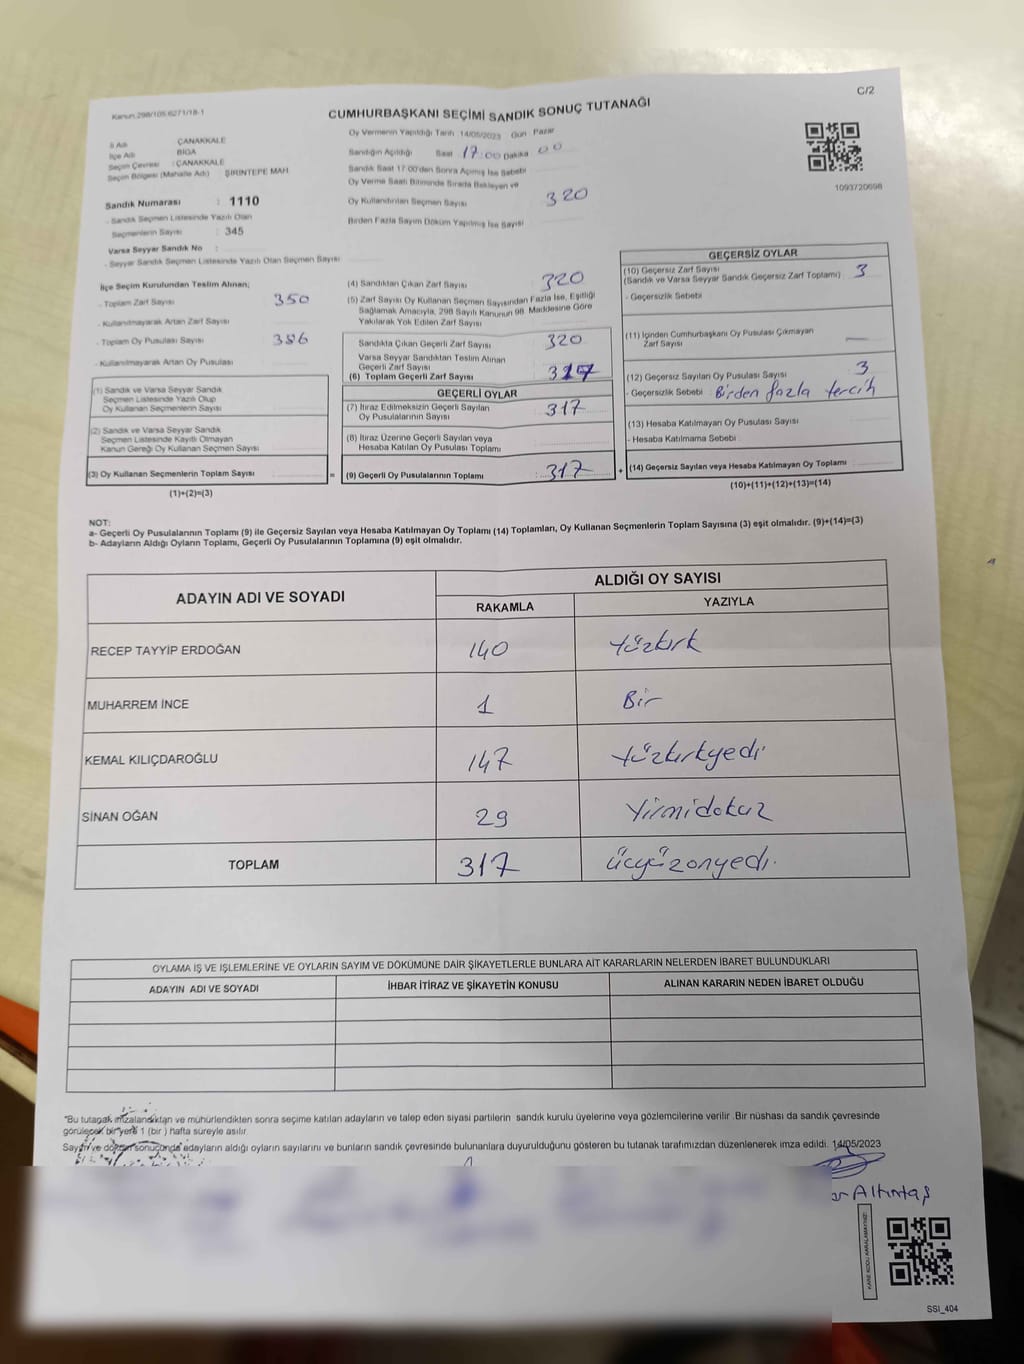 Kanun:298/105:6271/18-1
C/2
CUMHURBAŞKANI SEÇİMİ SANDIK SONUÇ TUTANAĞI
İl Adı : ÇANAKKALE
İlçe Adı : BİGA
Seçim Çevresi : ÇANAKKALE
Seçim Bölgesi (Mahalle Adı) : ŞİRİNTEPE MAH.
Sandık Numarası : 1110
- Sandık Seçmen Listesinde Yazılı Olan
Seçmenlerin Sayısı : 345
Varsa Seyyar Sandık No :
- Seyyar Sandık Seçmen Listesinde Yazılı Olan Seçmen Sayısı
Oy Vermenin Yapıldığı Tarih 14/05/2023 Gün Pazar
Sandığın Açıldığı Saat 17:00 Dakika 00
Sandık Saat 17:00'den Sonra Açılmış İse Sebebi
Oy Verme Saati Bitiminde Sırada Bekleyen ve
Oy Kullandırılan Seçmen Sayısı 320
Birden Fazla Sayım Döküm Yapılmış İse Sayısı
1093720698
İlçe Seçim Kurulundan Teslim Alınan;
- Toplam Zarf Sayısı 350
- Kullanılmayarak Artan Zarf Sayısı
- Toplam Oy Pusulası Sayısı 386
- Kullanılmayarak Artan Oy Pusulası
(1) Sandık ve Varsa Seyyar Sandık
Seçmen Listesinde Yazılı Olup
Oy Kullanan Seçmenlerin Sayısı
(2) Sandık ve Varsa Seyyar Sandık
Seçmen Listesinde Kayıtlı Olmayan
Kanun Gereği Oy Kullanan Seçmen Sayısı
(3) Oy Kullanan Seçmenlerin Toplam Sayısı =
(1)+(2)=(3)
(4) Sandıktan Çıkan Zarf Sayısı 320
(5) Zarf Sayısı Oy Kullanan Seçmen Sayısından Fazla İse, Eşitliği
Sağlamak Amacıyla, 298 Sayılı Kanunun 98. Maddesine Göre
Yakılarak Yok Edilen Zarf Sayısı
Sandıkta Çıkan Geçerli Zarf Sayısı 320
Varsa Seyyar Sandıktan Teslim Alınan
Geçerli Zarf Sayısı
(6) Toplam Geçerli Zarf Sayısı 317
GEÇERLİ OYLAR
(7) İtiraz Edilmeksizin Geçerli Sayılan
Oy Pusulalarının Sayısı 317
(8) İtiraz Üzerine Geçerli Sayılan veya
Hesaba Katılan Oy Pusulası Toplamı
(9) Geçerli Oy Pusulalarının Toplamı 317 +
GEÇERSİZ OYLAR
(10) Geçersiz Zarf Sayısı
(Sandık ve Varsa Seyyar Sandık Geçersiz Zarf Toplamı) 3
- Geçersizlik Sebebi
(11) İçinden Cumhurbaşkanı Oy Pusulası Çıkmayan
Zarf Sayısı —
(12) Geçersiz Sayılan Oy Pusulası Sayısı 3
- Geçersizlik Sebebi Birden fazla tercih
(13) Hesaba Katılmayan Oy Pusulası Sayısı
- Hesaba Katılmama Sebebi
(14) Geçersiz Sayılan veya Hesaba Katılmayan Oy Toplamı
(10)+(11)+(12)+(13)=(14)
NOT:
a- Geçerli Oy Pusulalarının Toplamı (9) ile Geçersiz Sayılan veya Hesaba Katılmayan Oy Toplamı (14) Toplamları, Oy Kullanan Seçmenlerin Toplam Sayısına (3) eşit olmalıdır. (9)+(14)=(3)
b- Adayların Aldığı Oyların Toplamı, Geçerli Oy Pusulalarının Toplamına (9) eşit olmalıdır.
ADAYIN ADI VE SOYADI
ALDIĞI OY SAYISI
RAKAMLA YAZIYLA
RECEP TAYYİP ERDOĞAN 140 Yüzkırk
MUHARREM İNCE 1 Bir
KEMAL KILIÇDAROĞLU 147 Yüzkırkyedi
SİNAN OĞAN 29 Yirmidokuz
TOPLAM 317 üçyüzonyedi.
OYLAMA İŞ VE İŞLEMLERİNE VE OYLARIN SAYIM VE DÖKÜMÜNE DAİR ŞİKAYETLERLE BUNLARA AİT KARARLARIN NELERDEN İBARET BULUNDUKLARI
ADAYIN ADI VE SOYADI İHBAR İTİRAZ VE ŞİKAYETİN KONUSU ALINAN KARARIN NEDEN İBARET OLDUĞU
"Bu tutanak imzalandıktan ve mühürlendikten sonra seçime katılan adayların ve talep eden siyasi partilerin sandık kurulu üyelerine veya gözlemcilerine verilir. Bir nüshası da sandık çevresinde
görülecek bir yere 1 (bir ) hafta süreyle asılır.
Sayım ve döküm sonucunda adayların aldığı oyların sayılarını ve bunların sandık çevresinde bulunanlara duyurulduğunu gösteren bu tutanak tarafımızdan düzenlenerek imza edildi. 14/05/2023
Altıntaş
KARE KODU KARALAMAYINIZ!
SSI_404